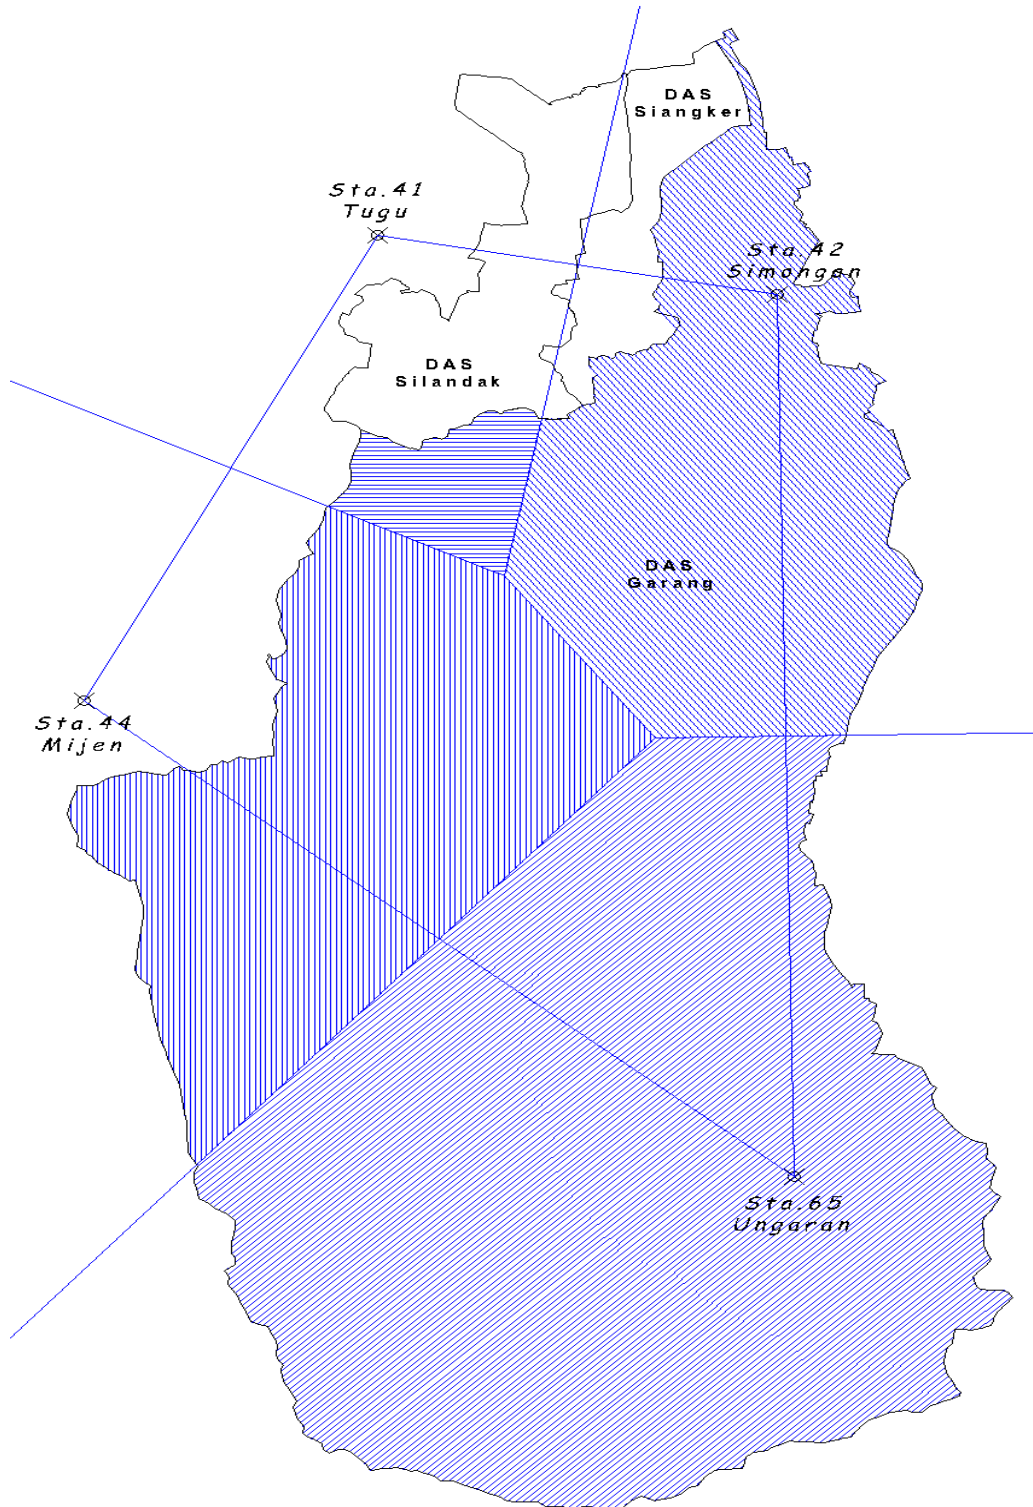 DAS
Siangker
Sta.41
Tugu
Sta.42
Simongan
DAS
Silandak
DAS
Garang
Sta.44
Mijen
Sta.65
Ungaran